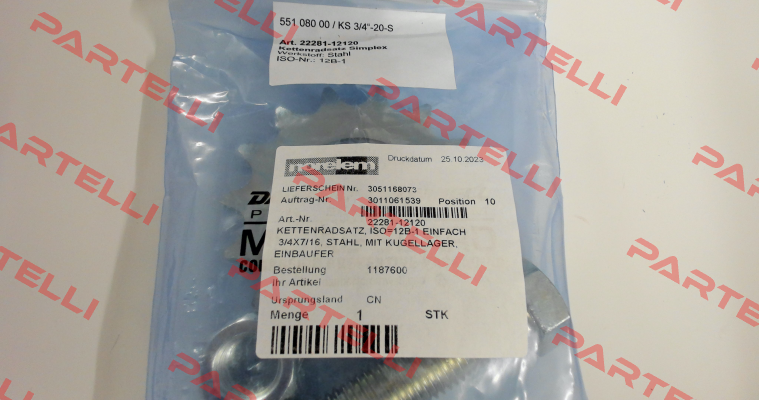 551 080 00 / KS 3/4"-20-S
Art. 22281-12120
Kettenradsatz Simplex
Werkstoff: Stahl
ISO-Nr.: 12B-1
norelem
Druckdatum 25.10.2023
LIEFERSCHEIN Nr. 3051168073
Auftrag-Nr. 3011061539 Position 10
Art.-Nr. 22281-12120
KETTENRADSATZ, ISO=12B-1 EINFACH
3/4X7/16, STAHL, MIT KUGELLAGER,
EINBAUFER
Bestellung 1187600
Ihr Artikel
Ursprungsland CN
Menge 1 STK
PARTELLI
PARTELLI
PARTELLI
PARTELLI
PARTELLI
PARTELLI
PARTELLI
PARTELLI